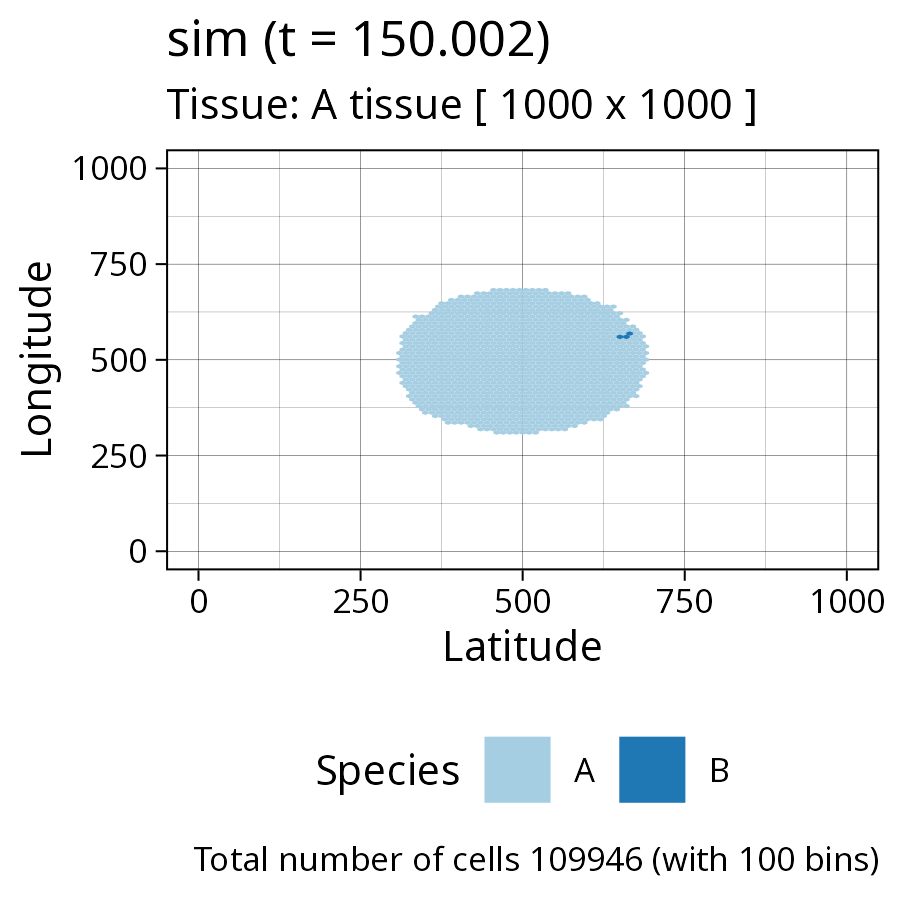 sim (t = 150.002)
Tissue: A tissue [ 1000 x 1000 ]
Longitude
1000
750
500
250
0
0 250 500 750 1000
Latitude
Species A B
Total number of cells 109946 (with 100 bins)